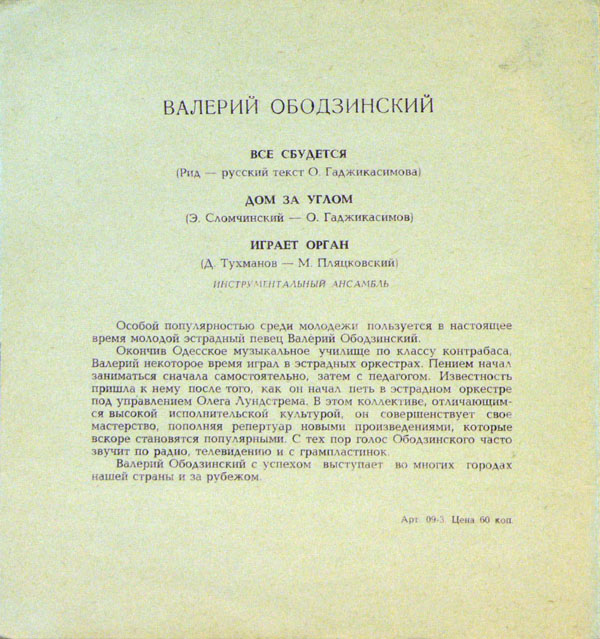 ВАЛЕРИЙ ОБОДЗИНСКИЙ
ВСЕ СБУДЕТСЯ
(Рид — русский текст О. Гаджикасимова)
ДОМ ЗА УГЛОМ
(Э. Сломчинский — О. Гаджикасимов)
ИГРАЕТ ОРГАН
(Д. Тухманов — М. Пляцковский)
ИНСТРУМЕНТАЛЬНЫЙ АНСАМБЛЬ
Особой популярностью среди молодежи пользуется в настоящее
время молодой эстрадный певец Валерий Ободзинский.
Окончив Одесское музыкальное училище по классу контрабаса,
Валерий некоторое время играл в эстрадных оркестрах. Пением начал
заниматься сначала самостоятельно, затем с педагогом. Известность
пришла к нему после того, как он начал петь в эстрадном оркестре
под управлением Олега Лундстрема. В этом коллективе, отличающим-
ся высокой исполнительской культурой, он совершенствует свое
мастерство, пополняя репертуар новыми произведениями, которые
вскоре становятся популярными. С тех пор голос Ободзинского часто
звучит по радио, телевидению и с грампластинок.
Валерий Ободзинский с успехом выступает во многих городах
нашей страны и за рубежом.
Арт. 09-3. Цена 60 коп.